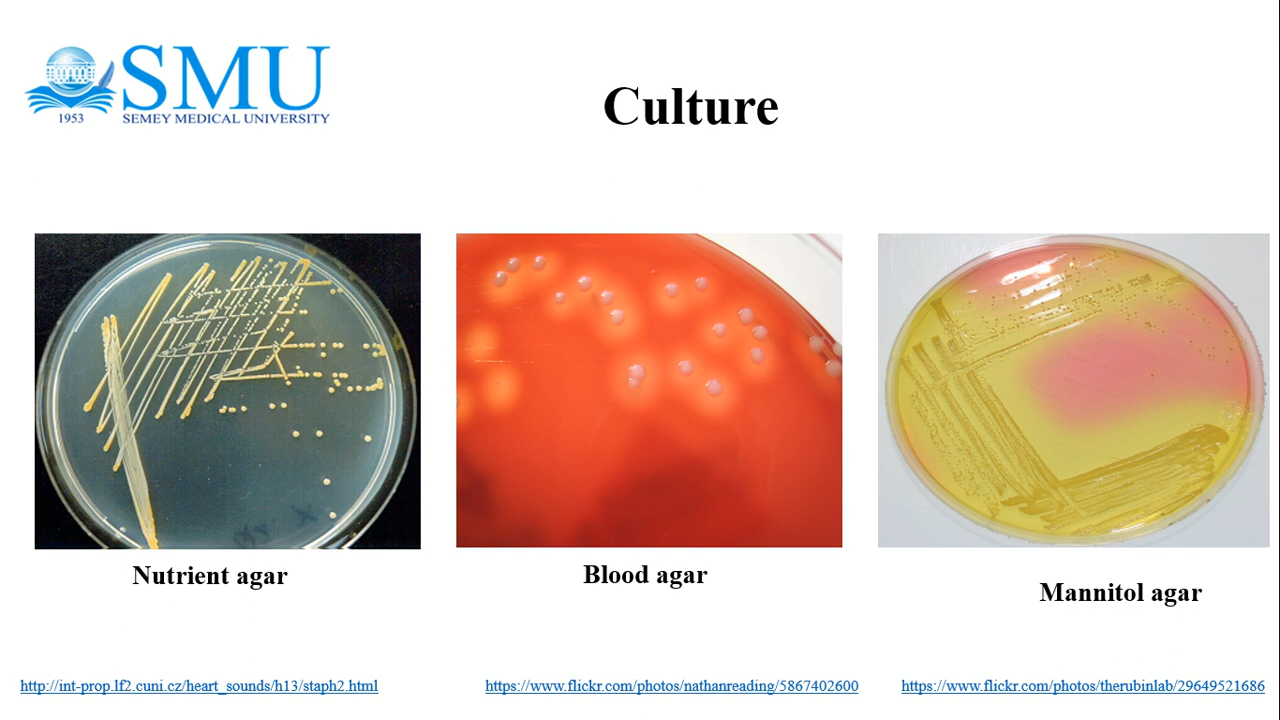 SMU
1953
SEMEY MEDICAL UNIVERSITY
Culture
Nutrient agar
Blood agar
Mannitol agar
http://int-prop.lf2.cuni.cz/heart_sounds/h13/staph2.html
https://www.flickr.com/photos/nathanreading/5867402600
https://www.flickr.com/photos/therubinlab/29649521686